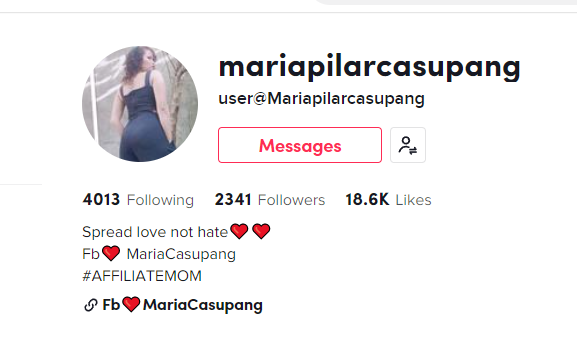 mariapilarcasupang
user@Mariapilarcasupang
Messages
4013 Following 2341 Followers 18.6K Likes
Spread love not hate❤️❤️
Fb❤️ MariaCasupang
#AFFILIATEMOM
Fb❤️MariaCasupang